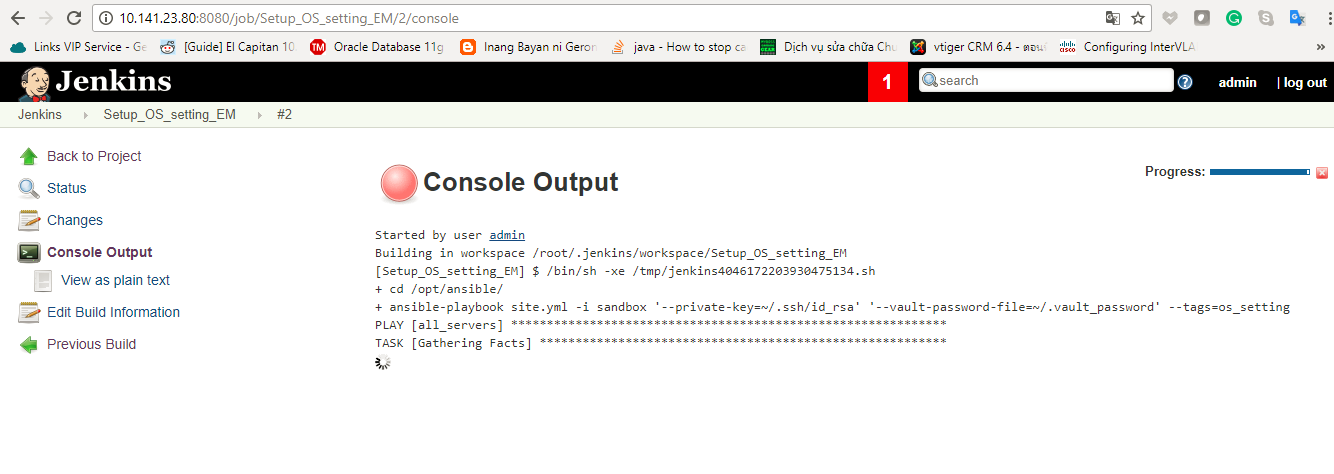 10.141.23.80:8080/job/Setup_OS_setting_EM/2/console
Links VIP Service - Ge
[Guide] El Capitan 10.
TM Oracle Database 11g
Inang Bayan ni Geron
java - How to stop ca
Dịch vụ sửa chữa Chu
vtiger CRM 6.4 - ตอนท
Configuring InterVLA
»
Jenkins
1
search
?
admin
| log out
Jenkins
Setup_OS_setting_EM
#2
Back to Project
Status
Changes
Console Output
View as plain text
Edit Build Information
Previous Build
Console Output
Progress:
Started by user admin
Building in workspace /root/.jenkins/workspace/Setup_OS_setting_EM
[Setup_OS_setting_EM] $ /bin/sh -xe /tmp/jenkins4046172203930475134.sh
+ cd /opt/ansible/
+ ansible-playbook site.yml -i sandbox '--private-key=~/.ssh/id_rsa' '--vault-password-file=~/.vault_password' --tags=os_setting
PLAY [all_servers] *************************************************************
TASK [Gathering Facts] *********************************************************